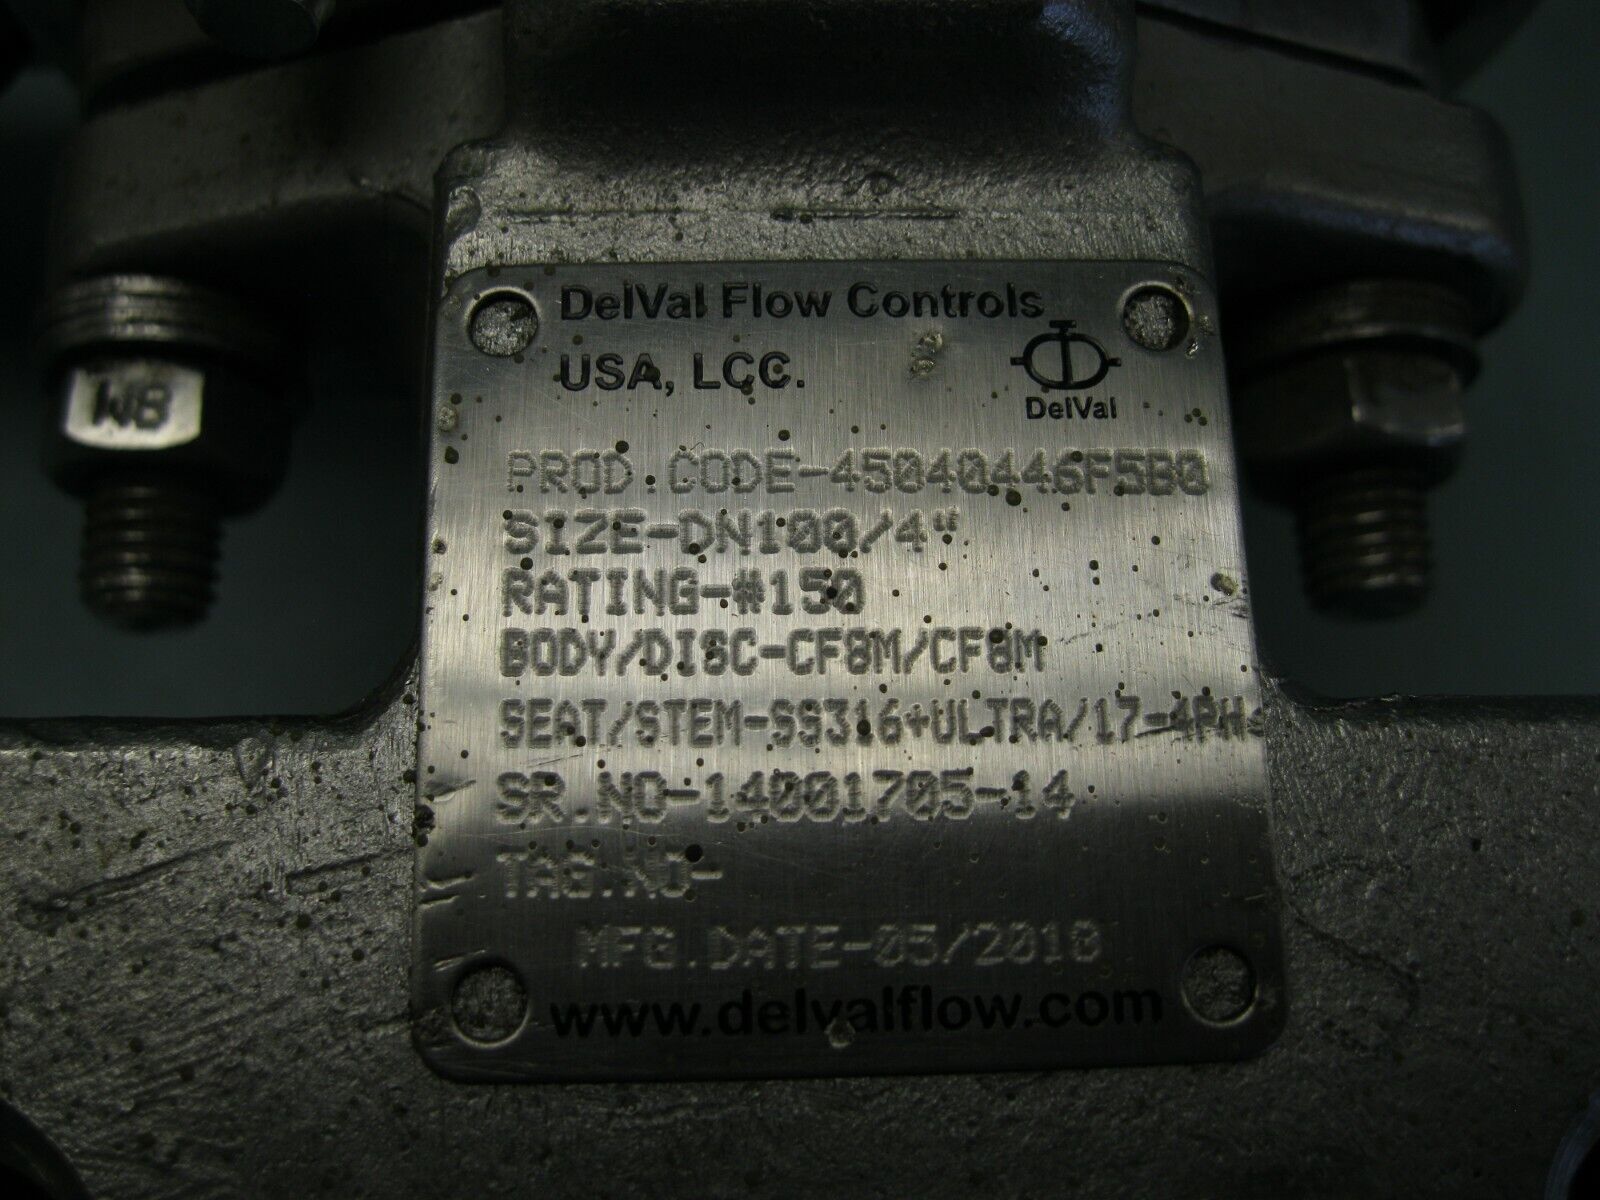 DelVal Flow Controls
USA, LCC.
DelVal
W8
PROD.CODE-45040446F5B0
SIZE-DN100/4"
RATING-#150
BODY/DISC-CF8M/CF8M
SEAT/STEM-SS316+ULTRA/17-4PH
SR.NO-14001705-14
TAG.NO-
MFG.DATE-05/2010
www.delvalflow.com